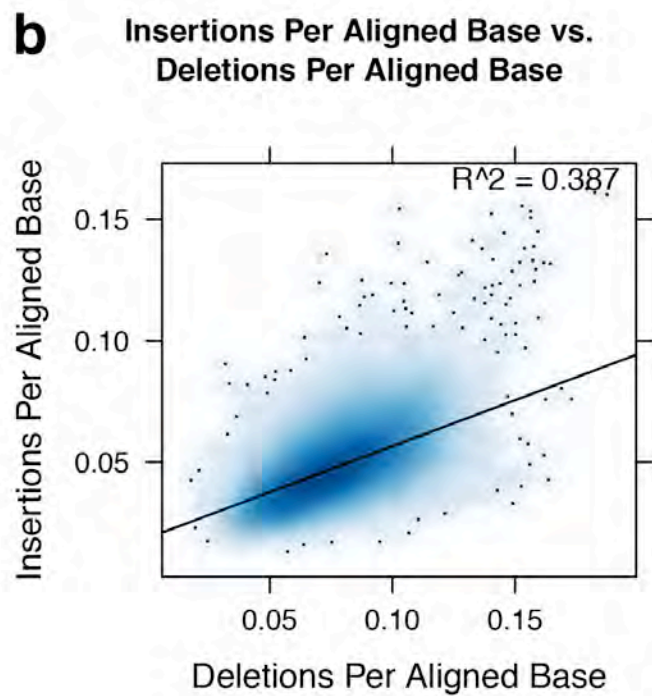 b
Insertions Per Aligned Base vs.
Deletions Per Aligned Base
R^2 = 0.387
Insertions Per Aligned Base
0.15
0.10
0.05
0.05 0.10 0.15
Deletions Per Aligned Base